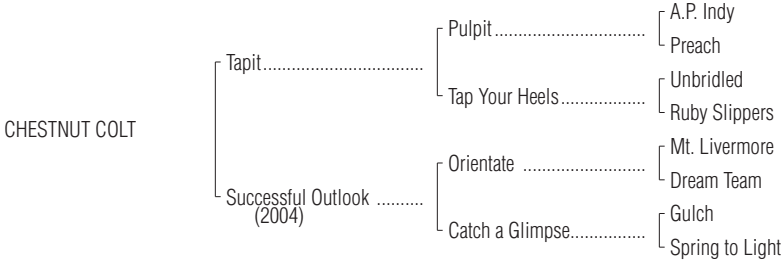 A.P. Indy
Pulpit..............................
Preach
Tapit................................
Unbridled
Tap Your Heels.................
Ruby Slippers
CHESTNUT COLT
Mt. Livermore
Orientate ........................
Dream Team
Successful Outlook ..........
(2004)
Gulch
Catch a Glimpse...............
Spring to Light